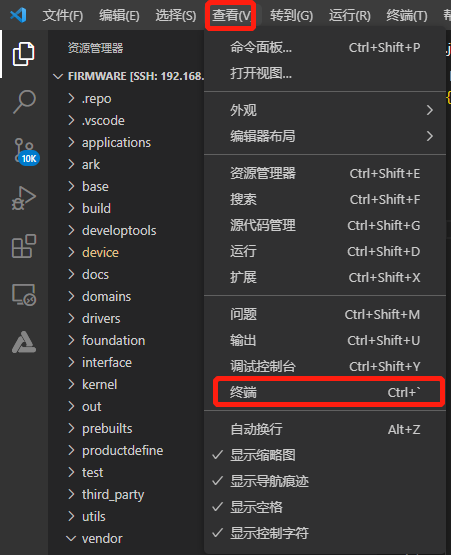 文件(F) 编辑(E) 选择(S) 查看(V) 转到(G) 运行(R) 终端(T)
资源管理器
FIRMWARE [SSH: 192.168.
.repo
.vscode
applications
ark
base
build
developtools
device
docs
domains
drivers
foundation
interface
kernel
out
prebuilts
productdefine
test
third_party
utils
vendor
10K
命令面板... Ctrl+Shift+P
打开视图...
外观
编辑器布局
资源管理器 Ctrl+Shift+E
搜索 Ctrl+Shift+F
源代码管理 Ctrl+Shift+G
运行 Ctrl+Shift+D
扩展 Ctrl+Shift+X
问题 Ctrl+Shift+M
输出 Ctrl+Shift+U
调试控制台 Ctrl+Shift+Y
终端 Ctrl+`
自动换行 Alt+Z
显示缩略图
显示导航痕迹
显示空格
显示控制字符